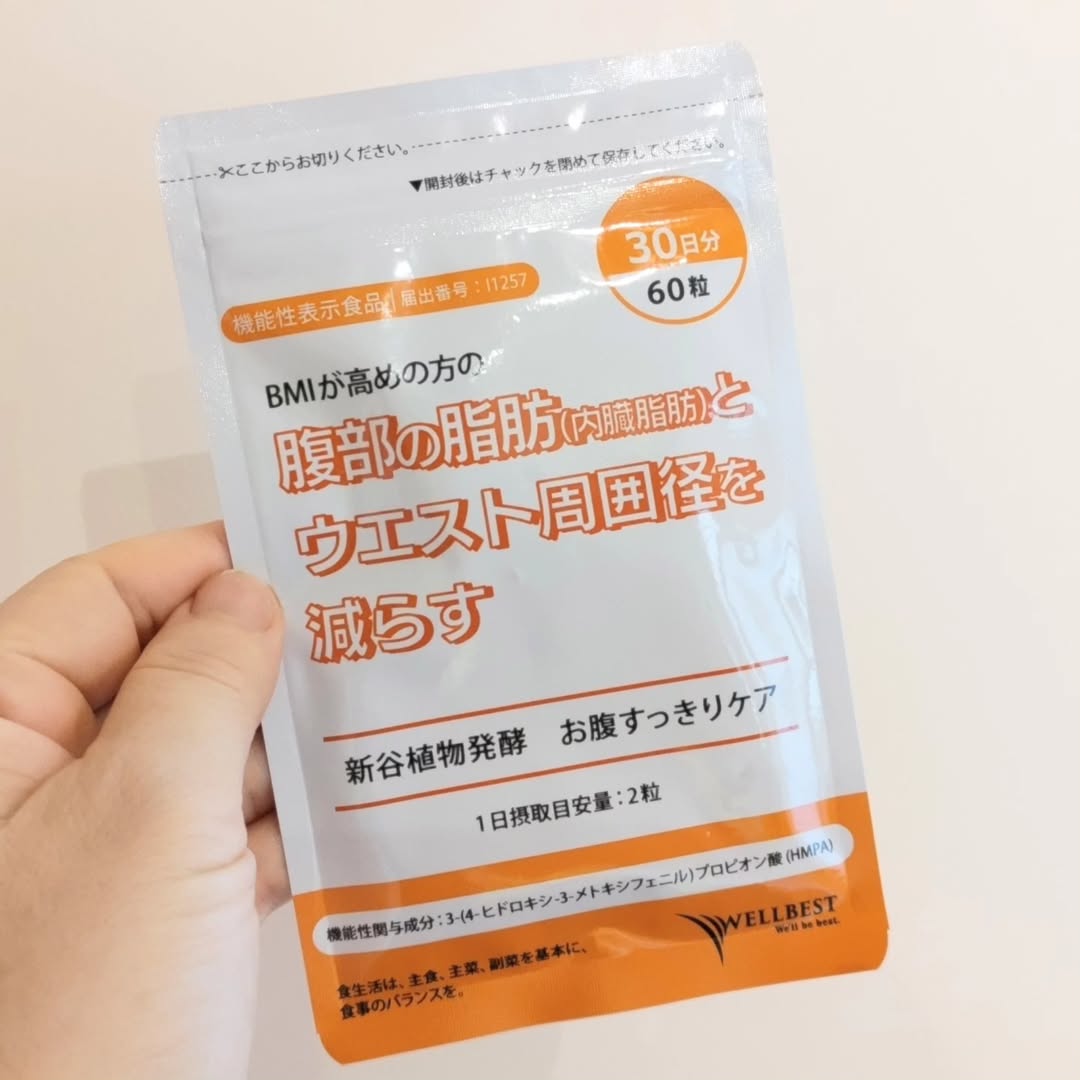 ✂ここからお切りください。
▼開封後はチャックを閉めて保存してください。
30日分
60粒
機能性表示食品 | 届出番号：I1257
BMIが高めの方の
腹部の脂肪(内臓脂肪)と
ウエスト周囲径を
減らす
新谷植物発酵 お腹すっきりケア
1日摂取目安量：2粒
機能性関与成分：3-(4-ヒドロキシ-3-メトキシフェニル)プロピオン酸(HMPA)
WELLBEST
We'll be best.
食生活は、主食、主菜、副菜を基本に、
食事のバランスを。